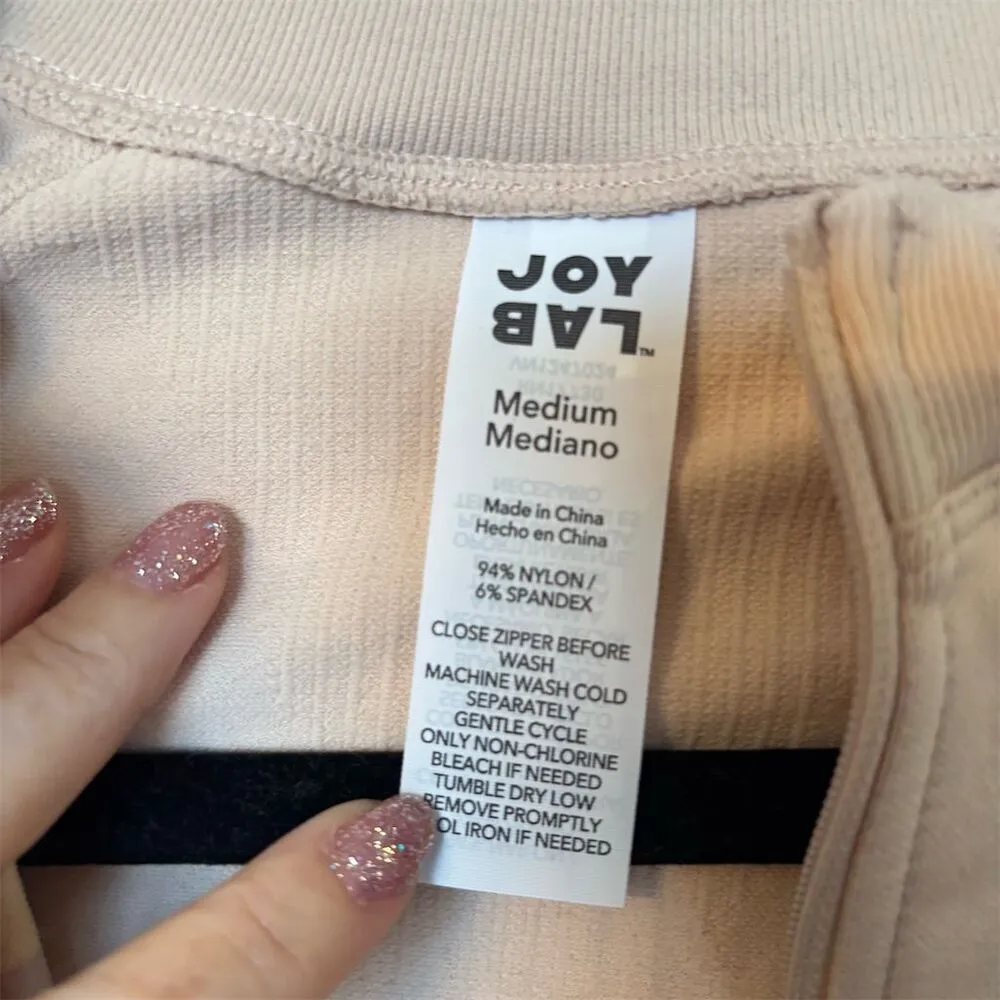 JOY
LAB™
Medium
Mediano
Made in China
Hecho en China
94% NYLON /
6% SPANDEX
CLOSE ZIPPER BEFORE
WASH
MACHINE WASH COLD
SEPARATELY
GENTLE CYCLE
ONLY NON-CHLORINE
BLEACH IF NEEDED
TUMBLE DRY LOW
REMOVE PROMPTLY
OL IRON IF NEEDED